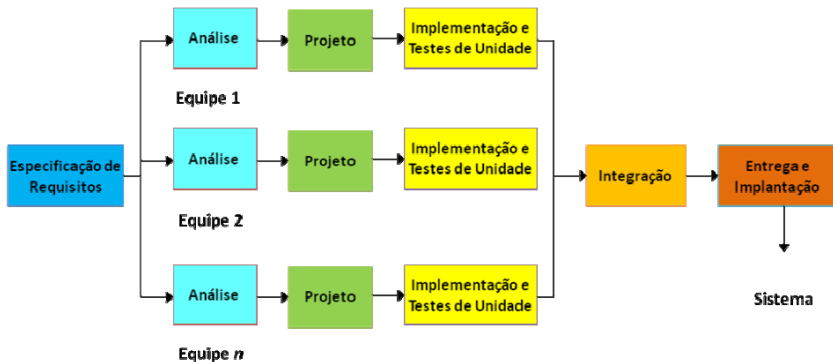 Especificação de
Requisitos
Análise
Projeto
Implementação e
Testes de Unidade
Equipe 1
Análise
Projeto
Implementação e
Testes de Unidade
Equipe 2
Análise
Projeto
Implementação e
Testes de Unidade
Equipe n
Integração
Entrega e
Implantação
Sistema